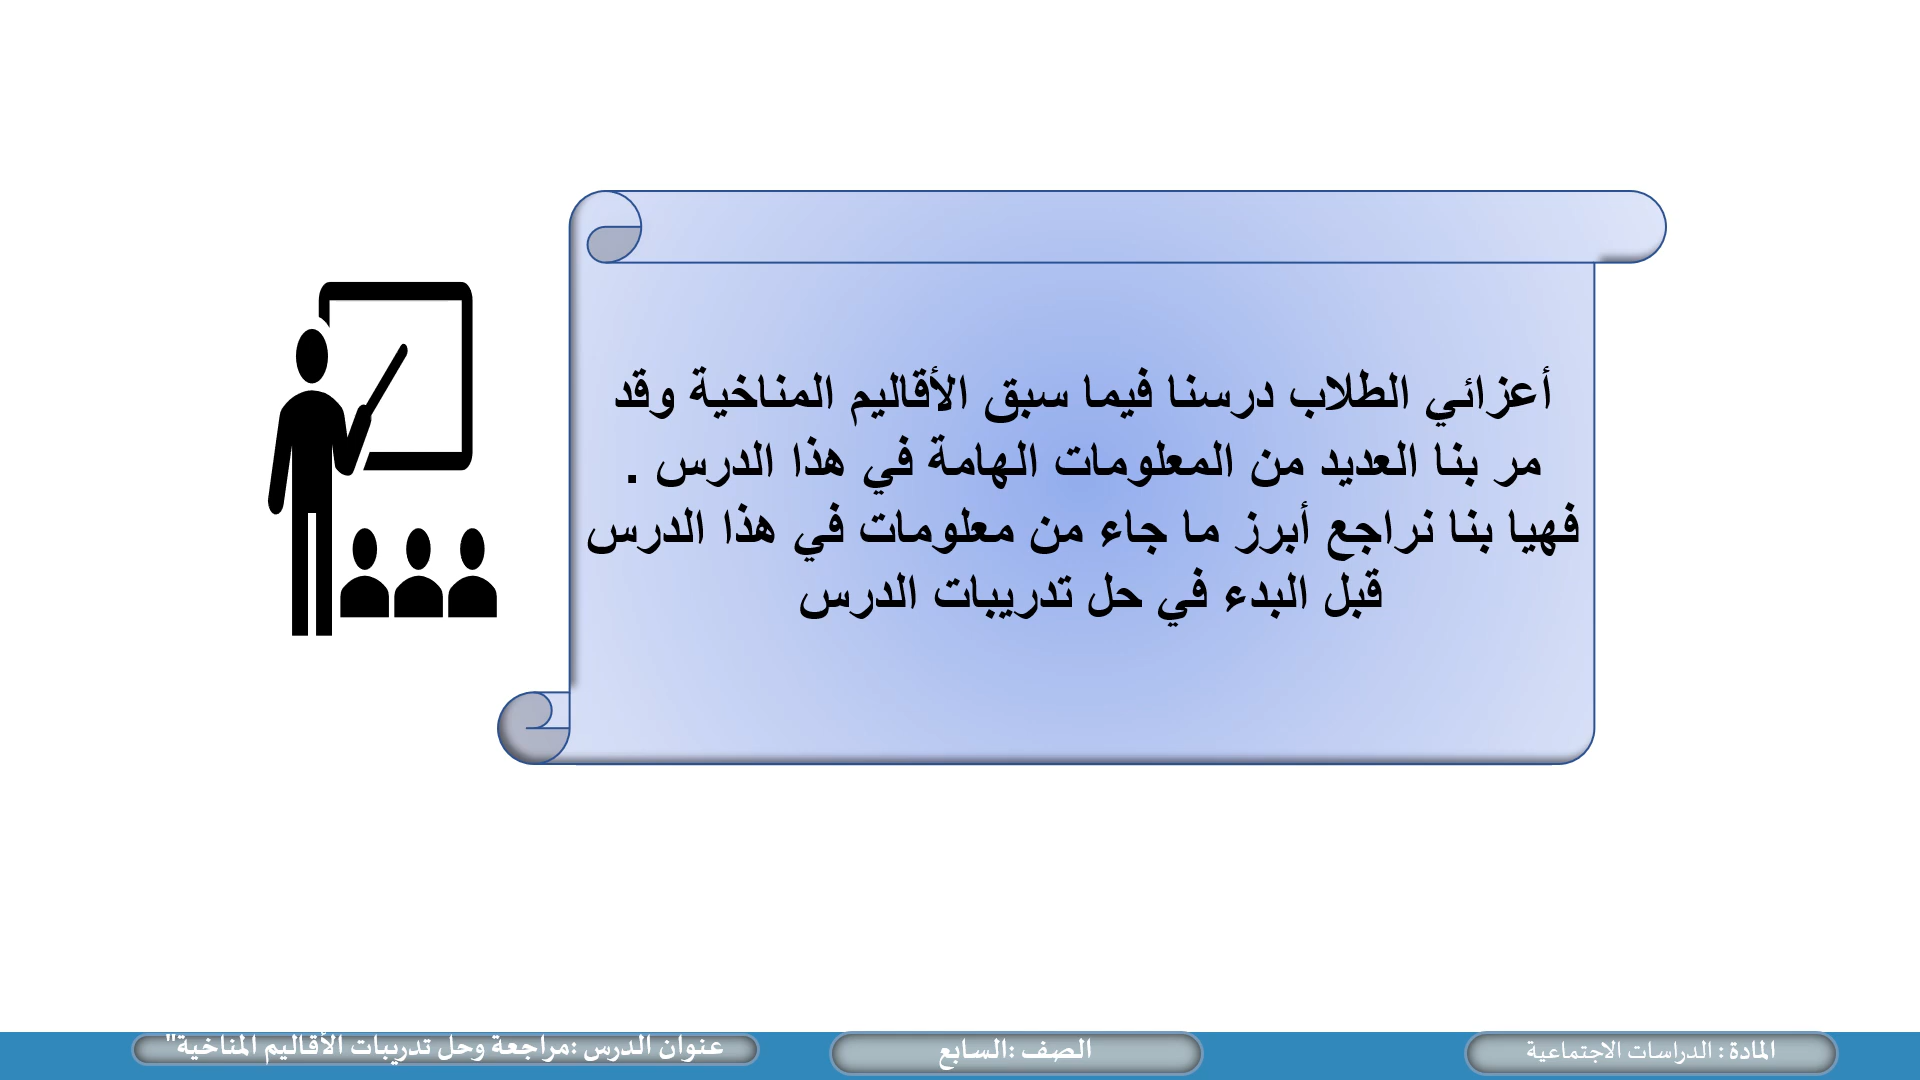 أعزائي الطلاب درسنا فيما سبق الأقاليم المناخية وقد
مر بنا العديد من المعلومات الهامة في هذا الدرس .
فهيا بنا نراجع أبرز ما جاء من معلومات في هذا الدرس
قبل البدء في حل تدريبات الدرس
المادة : الدراسات الاجتماعية
الصف :السابع
عنوان الدرس :مراجعة وحل تدريبات الأقاليم المناخية"